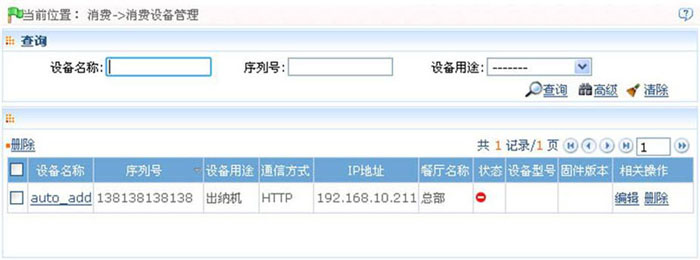 当前位置： 消费->消费设备管理
查询
设备名称: 序列号: 设备用途: -------
查询 高级 清除
删除 共 1 记录/1 页 1
设备名称 序列号 设备用途 通信方式 IP地址 餐厅名称 状态 设备型号 固件版本 相关操作
auto_add 138138138138 出纳机 HTTP 192.168.10.211 总部 编辑 删除